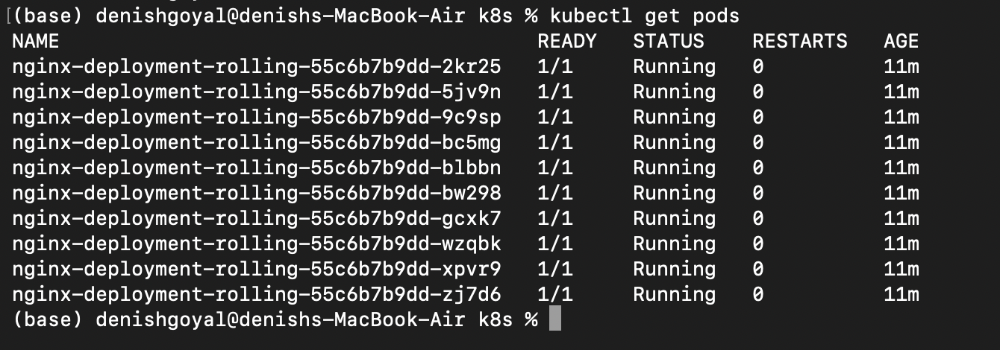 [(base) denishgoyal@denishs-MacBook-Air k8s % kubectl get pods
NAME READY STATUS RESTARTS AGE
nginx-deployment-rolling-55c6b7b9dd-2kr25 1/1 Running 0 11m
nginx-deployment-rolling-55c6b7b9dd-5jv9n 1/1 Running 0 11m
nginx-deployment-rolling-55c6b7b9dd-9c9sp 1/1 Running 0 11m
nginx-deployment-rolling-55c6b7b9dd-bc5mg 1/1 Running 0 11m
nginx-deployment-rolling-55c6b7b9dd-blbbn 1/1 Running 0 11m
nginx-deployment-rolling-55c6b7b9dd-bw298 1/1 Running 0 11m
nginx-deployment-rolling-55c6b7b9dd-gcxk7 1/1 Running 0 11m
nginx-deployment-rolling-55c6b7b9dd-wzqbk 1/1 Running 0 11m
nginx-deployment-rolling-55c6b7b9dd-xpvr9 1/1 Running 0 11m
nginx-deployment-rolling-55c6b7b9dd-zj7d6 1/1 Running 0 11m
(base) denishgoyal@denishs-MacBook-Air k8s %